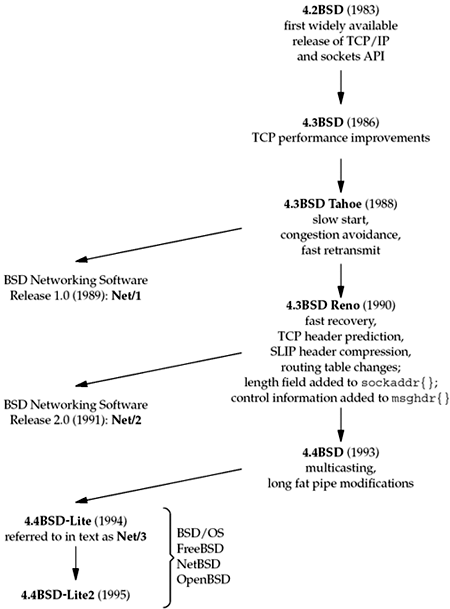 4.2BSD (1983)
first widely available
release of TCP/IP
and sockets API
4.3BSD (1986)
TCP performance improvements
4.3BSD Tahoe (1988)
slow start,
congestion avoidance,
fast retransmit
BSD Networking Software
Release 1.0 (1989): Net/1
4.3BSD Reno (1990)
fast recovery,
TCP header prediction,
SLIP header compression,
routing table changes;
length field added to sockaddr{};
control information added to msghdr{}
BSD Networking Software
Release 2.0 (1991): Net/2
4.4BSD (1993)
multicasting,
long fat pipe modifications
4.4BSD-Lite (1994)
referred to in text as Net/3
4.4BSD-Lite2 (1995)
BSD/OS
FreeBSD
NetBSD
OpenBSD